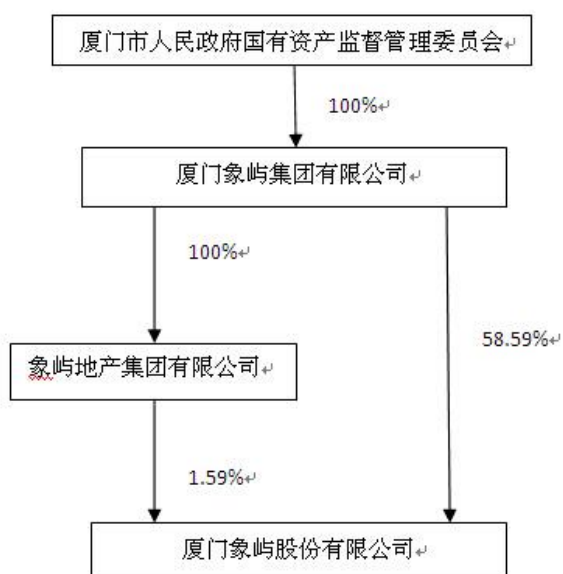 厦门市人民政府国有资产监督管理委员会
100%
厦门象屿集团有限公司
100%
58.59%
象屿地产集团有限公司
1.59%
厦门象屿股份有限公司